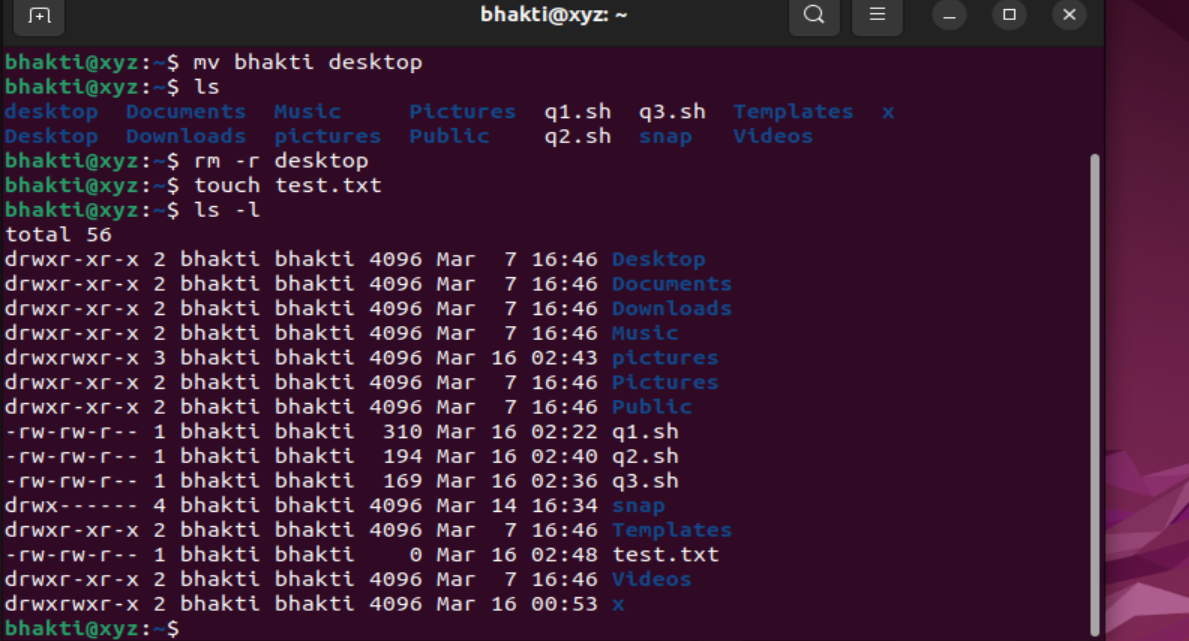 bhakti@xyz: ~
bhakti@xyz:~$ mv bhakti desktop
bhakti@xyz:~$ ls
desktop  Documents  Music     Pictures  q1.sh  q3.sh  Templates  x
Desktop  Downloads  pictures  Public    q2.sh  snap   Videos
bhakti@xyz:~$ rm -r desktop
bhakti@xyz:~$ touch test.txt
bhakti@xyz:~$ ls -l
total 56
drwxr-xr-x 2 bhakti bhakti 4096 Mar  7 16:46 Desktop
drwxr-xr-x 2 bhakti bhakti 4096 Mar  7 16:46 Documents
drwxr-xr-x 2 bhakti bhakti 4096 Mar  7 16:46 Downloads
drwxr-xr-x 2 bhakti bhakti 4096 Mar  7 16:46 Music
drwxrwxr-x 3 bhakti bhakti 4096 Mar 16 02:43 pictures
drwxr-xr-x 2 bhakti bhakti 4096 Mar  7 16:46 Pictures
drwxr-xr-x 2 bhakti bhakti 4096 Mar  7 16:46 Public
-rw-rw-r-- 1 bhakti bhakti  310 Mar 16 02:22 q1.sh
-rw-rw-r-- 1 bhakti bhakti  194 Mar 16 02:40 q2.sh
-rw-rw-r-- 1 bhakti bhakti  169 Mar 16 02:36 q3.sh
drwx------ 4 bhakti bhakti 4096 Mar 14 16:34 snap
drwxr-xr-x 2 bhakti bhakti 4096 Mar  7 16:46 Templates
-rw-rw-r-- 1 bhakti bhakti    0 Mar 16 02:48 test.txt
drwxr-xr-x 2 bhakti bhakti 4096 Mar  7 16:46 Videos
drwxrwxr-x 2 bhakti bhakti 4096 Mar 16 00:53 x
bhakti@xyz:~$